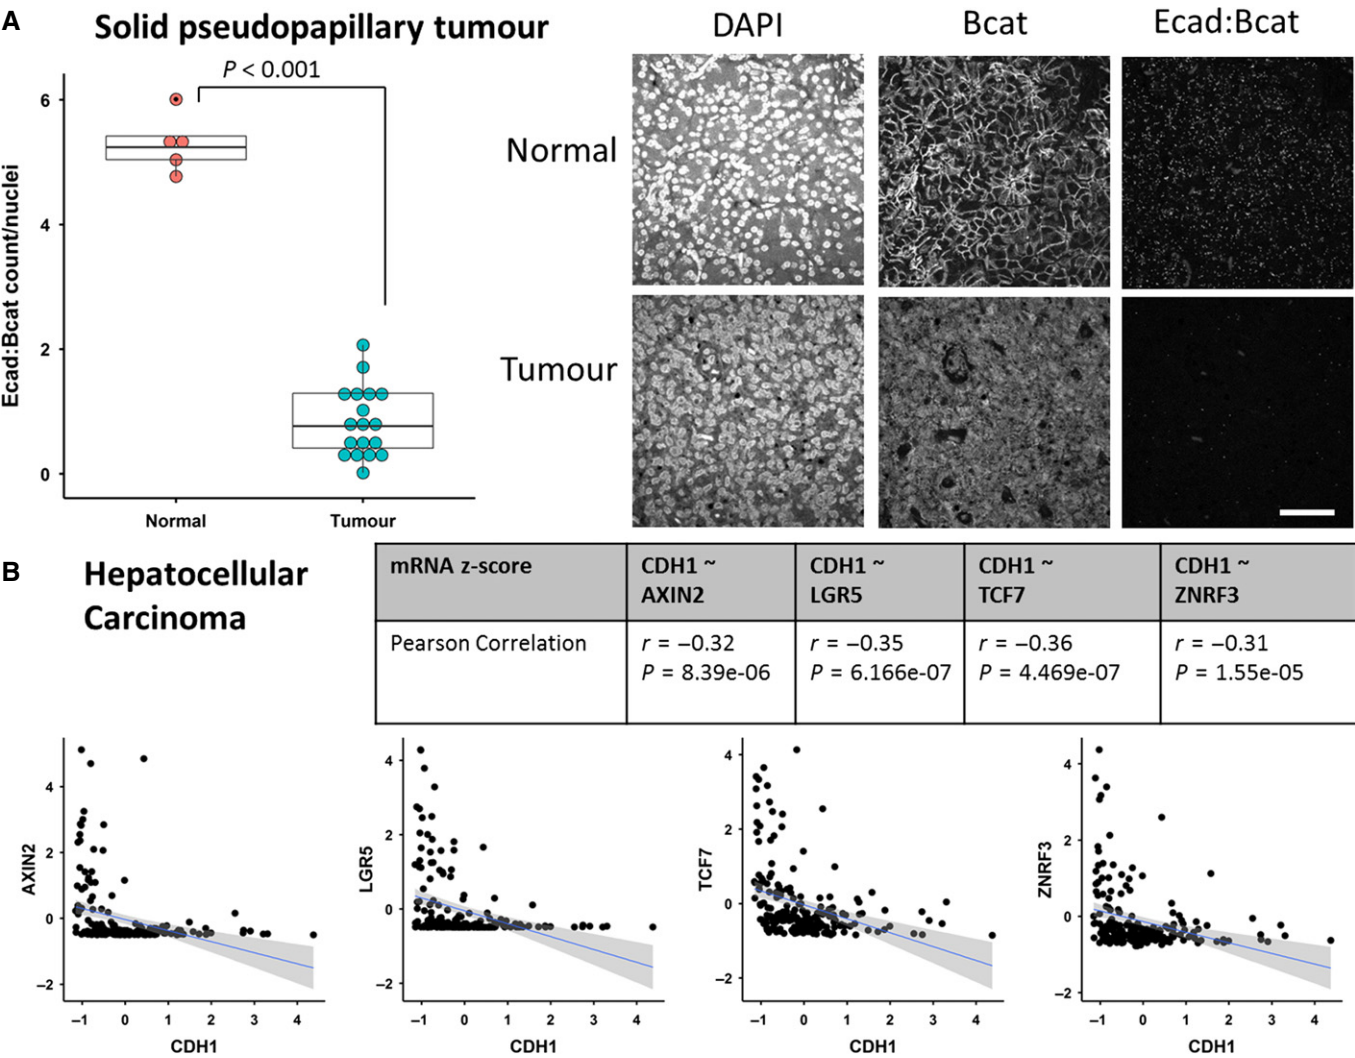 A
Solid pseudopapillary tumour
DAPI
Bcat
Ecad:Bcat
P < 0.001
Ecad:Bcat count/nuclei
6
4
2
0
Normal
Tumour
Normal
Tumour
B
Hepatocellular
Carcinoma
mRNA z-score
CDH1 ~
AXIN2
CDH1 ~
LGR5
CDH1 ~
TCF7
CDH1 ~
ZNRF3
Pearson Correlation
r = −0.32
P = 8.39e-06
r = −0.35
P = 6.166e-07
r = −0.36
P = 4.469e-07
r = −0.31
P = 1.55e-05
AXIN2
4
2
0
−2
−1 0 1 2 3 4
CDH1
LGR5
4
2
0
−2
−1 0 1 2 3 4
CDH1
TCF7
4
2
0
−2
−1 0 1 2 3 4
CDH1
ZNRF3
4
2
0
−2
−1 0 1 2 3 4
CDH1